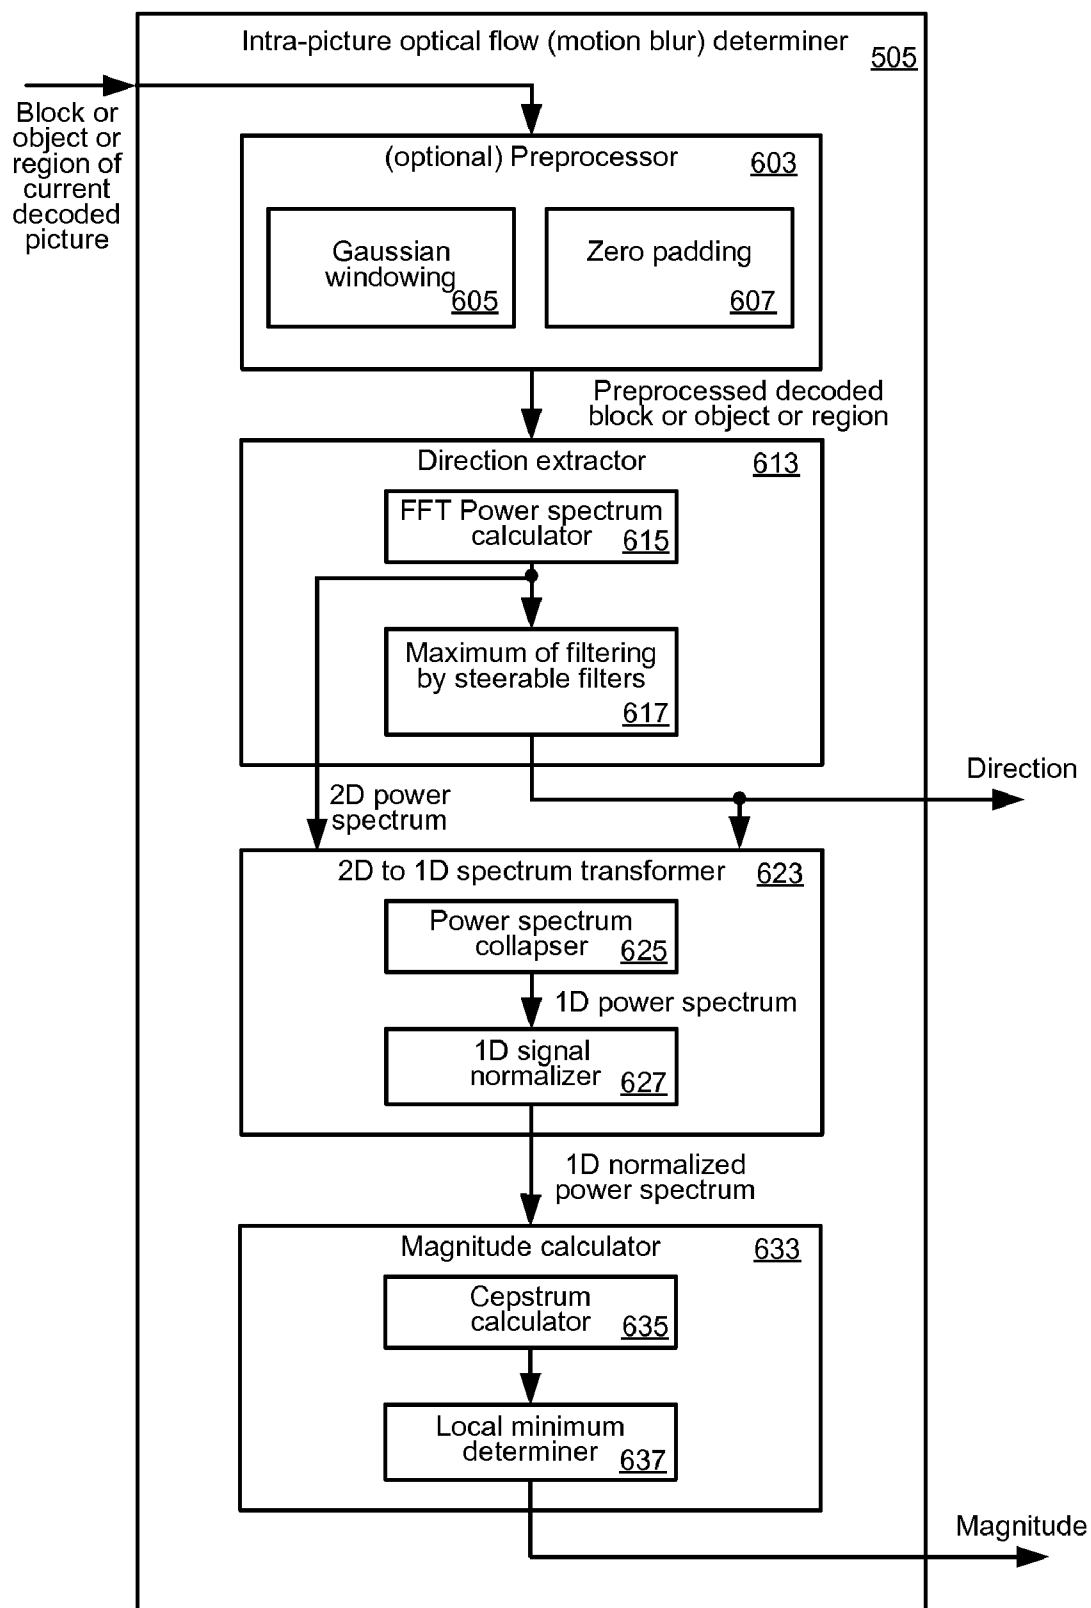 Intra-picture optical flow (motion blur) determiner
505
Block or
object or
region of
current
decoded
picture
(optional) Preprocessor
603
Gaussian
windowing
605
Zero padding
607
Preprocessed decoded
block or object or region
Direction extractor
613
FFT Power spectrum
calculator
615
Maximum of filtering
by steerable filters
617
Direction
2D power
spectrum
2D to 1D spectrum transformer
623
Power spectrum
collapser
625
1D power spectrum
1D signal
normalizer
627
1D normalized
power spectrum
Magnitude calculator
633
Cepstrum
calculator
635
Local minimum
determiner
637
Magnitude